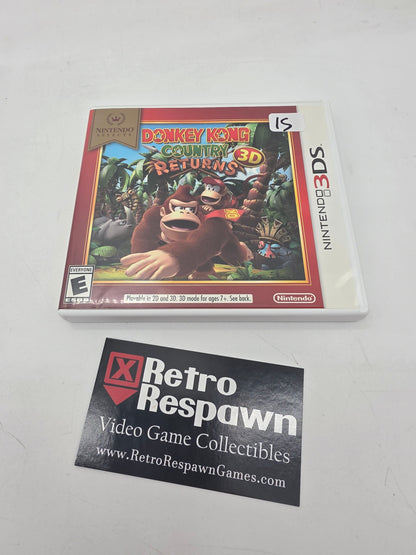 NINTENDO
SELECTS
DONKEY KONG
COUNTRY
RETURNS 3D
15
NINTENDO 3DS
EVERYONE
E
ESRB
Playable in 2D and 3D. 3D mode for ages 7+. See back.
Nintendo
X Retro
Respawn
Video Game Collectibles
www.RetroRespawnGames.com